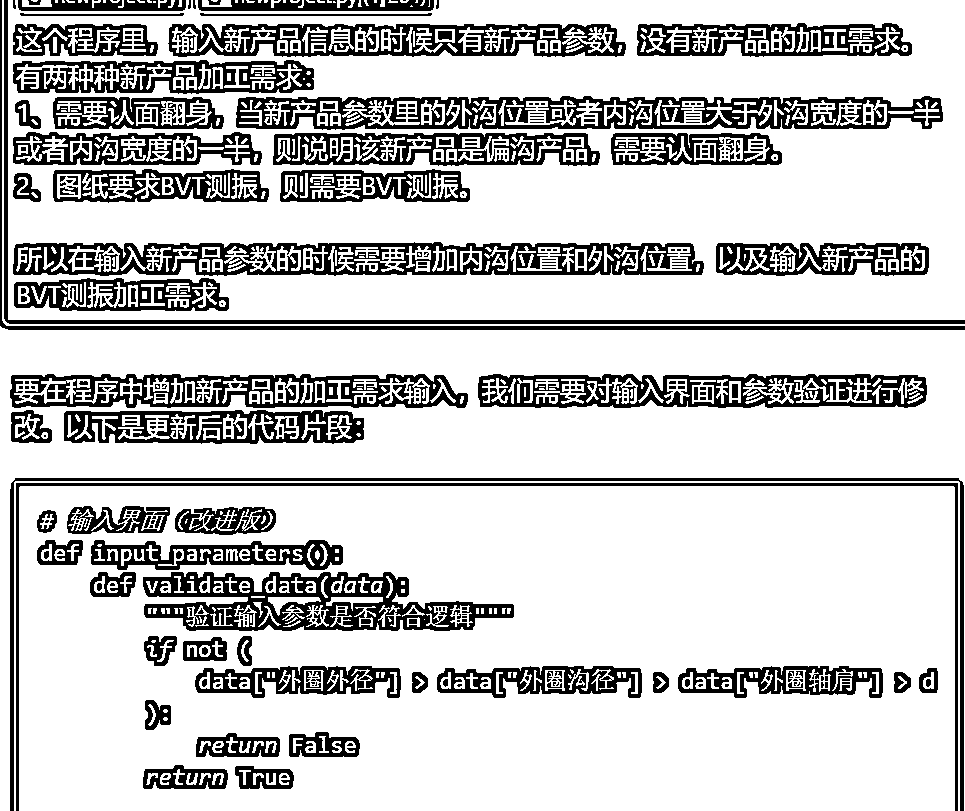 这个程序里，输入新产品信息的时候只有新产品参数，没有新产品的加工需求。
有两种种新产品加工需求：
1、需要认面翻身，当新产品参数里的外沟位置或者内沟位置大于外沟宽度的一半
或者内沟宽度的一半，则说明该新产品是偏沟产品，需要认面翻身。
2、图纸要求BVT测振，则需要BVT测振。
所以在输入新产品参数的时候需要增加内沟位置和外沟位置，以及输入新产品的
BVT测振加工需求。
要在程序中增加新产品的加工需求输入，我们需要对输入界面和参数验证进行修
改。以下是更新后的代码片段：
# 输入界面（改进版）
def input_parameters():
def validate_data(data):
"""验证输入参数是否符合逻辑"""
if not (
data["外圈外径"] > data["外圈沟径"] > data["外圈轴肩"] > d
):
return False
return True